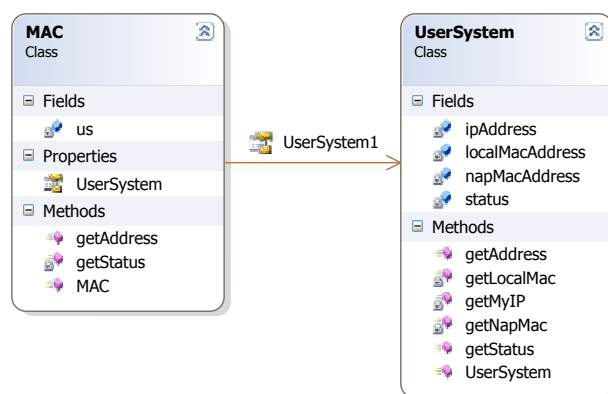 MAC
Class
Fields
us
Properties
UserSystem
Methods
getAddress
getStatus
MAC
UserSystem1
UserSystem
Class
Fields
ipAddress
localMacAddress
napMacAddress
status
Methods
getAddress
getLocalMac
getMyIP
getNapMac
getStatus
UserSystem